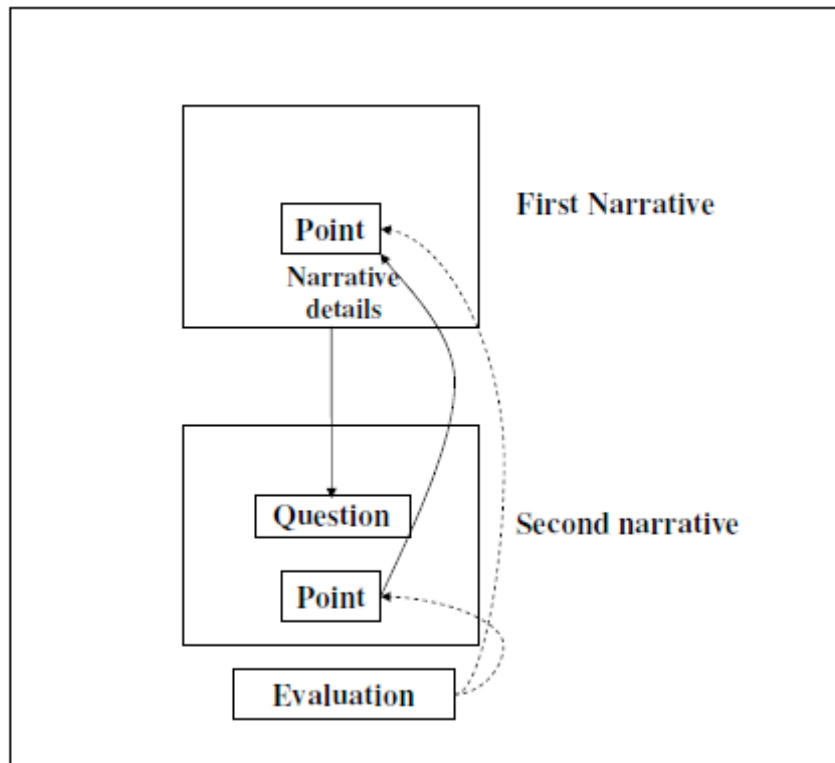 First Narrative
Point
Narrative
details
Question
Second narrative
Point
Evaluation